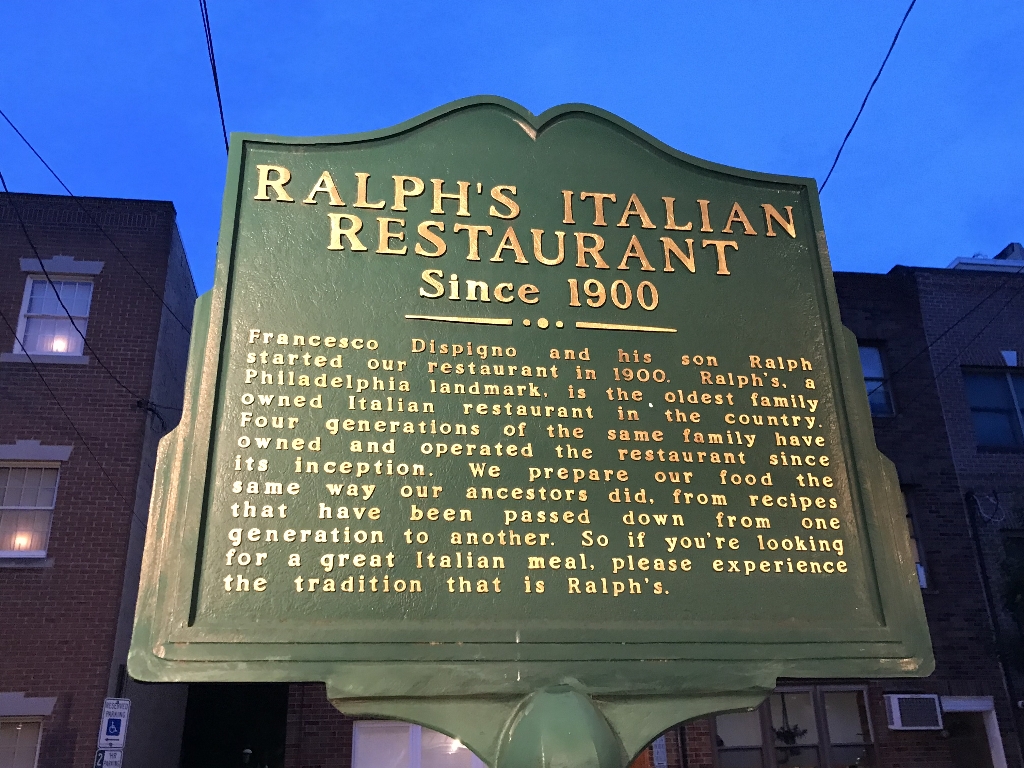 RALPH'S ITALIAN
RESTAURANT
Since 1900
Francesco Dispigno and his son Ralph
started our restaurant in 1900. Ralph's, a
Philadelphia landmark, is the oldest family
owned Italian restaurant in the country.
Four generations of the same family have
owned and operated the restaurant since
its inception. We prepare our food the
same way our ancestors did, from recipes
that have been passed down from one
generation to another. So if you're looking
for a great Italian meal, please experience
the tradition that is Ralph's.
RESERVED
PARKING